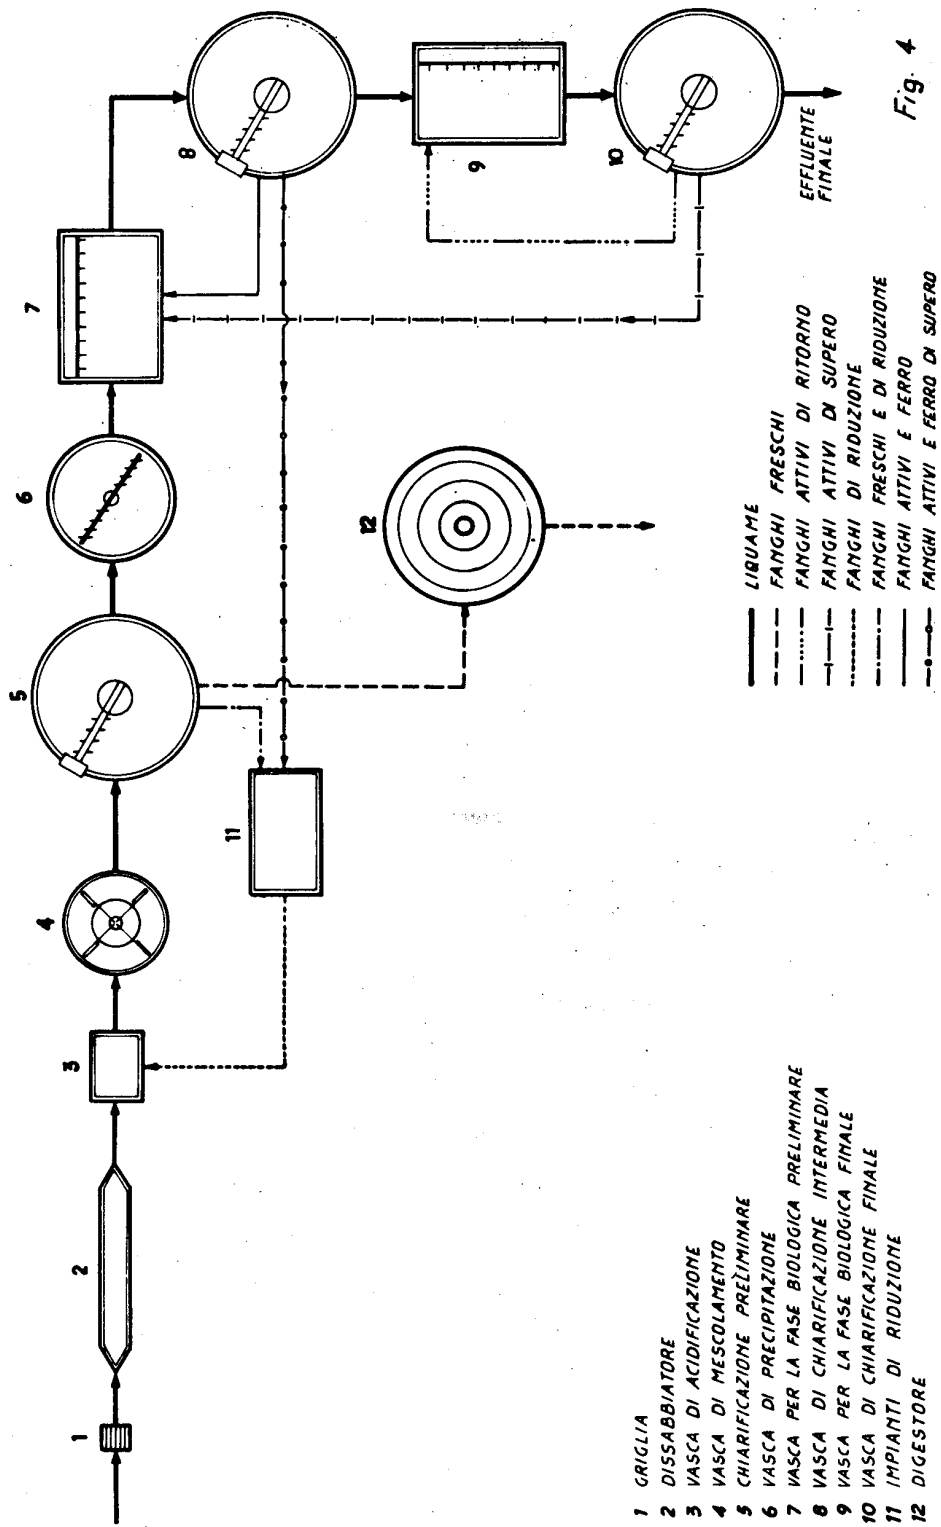 1
2
3
4
5
6
7
8
9
10
11
12
EFFLUENTE
FINALE
Fig. 4
1 GRIGLIA
2 DISSABBIATORE
3 VASCA DI ACIDIFICAZIONE
4 VASCA DI MESCOLAMENTO
5 CHIARIFICAZIONE PRELIMINARE
6 VASCA DI PRECIPITAZIONE
7 VASCA PER LA FASE BIOLOGICA PRELIMINARE
8 VASCA DI CHIARIFICAZIONE INTERMEDIA
9 VASCA PER LA FASE BIOLOGICA FINALE
10 VASCA DI CHIARIFICAZIONE FINALE
11 IMPIANTI DI RIDUZIONE
12 DIGESTORE
LIQUAME
FANGHI FRESCHI
FANGHI ATTIVI DI RITORNO
FANGHI ATTIVI DI SUPERO
FANGHI DI RIDUZIONE
FANGHI FRESCHI E DI RIDUZIONE
FANGHI ATTIVI E FERRO
FANGHI ATTIVI E FERRO DI SUPERO